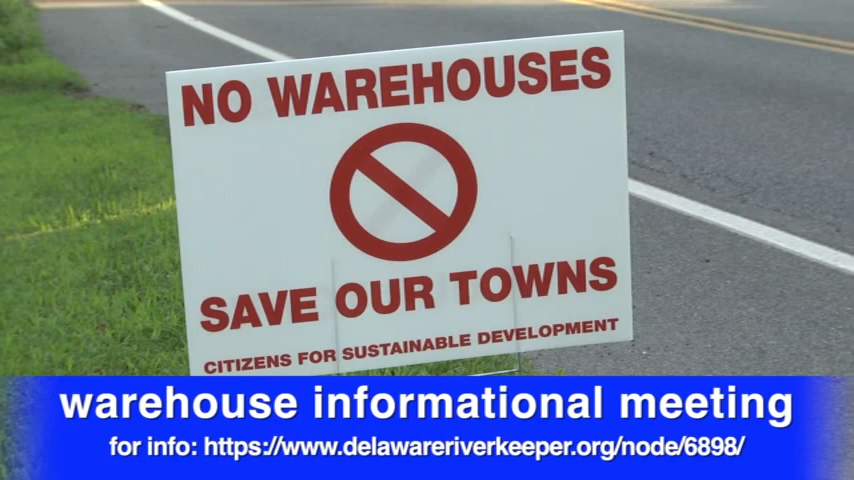 NO WAREHOUSES
SAVE OUR TOWNS
CITIZENS FOR SUSTAINABLE DEVELOPMENT
warehouse informational meeting
for info: https://www.delawareriverkeeper.org/node/6898/